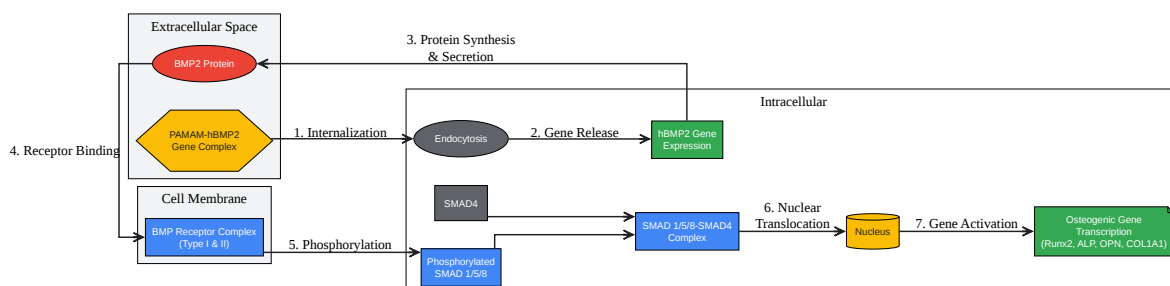 Extracellular Space
3. Protein Synthesis
& Secretion
BMP2 Protein
Intracellular
PAMAM-hBMP2
Gene Complex
1. Internalization
Endocytosis
2. Gene Release
hBMP2 Gene
Expression
4. Receptor Binding
Cell Membrane
BMP Receptor Complex
(Type I & II)
5. Phosphorylation
SMAD4
Phosphorylated
SMAD 1/5/8
SMAD 1/5/8-SMAD4
Complex
6. Nuclear
Translocation
Nucleus
7. Gene Activation
Osteogenic Gene
Transcription
(Runx2, ALP, OPN, COL1A1)